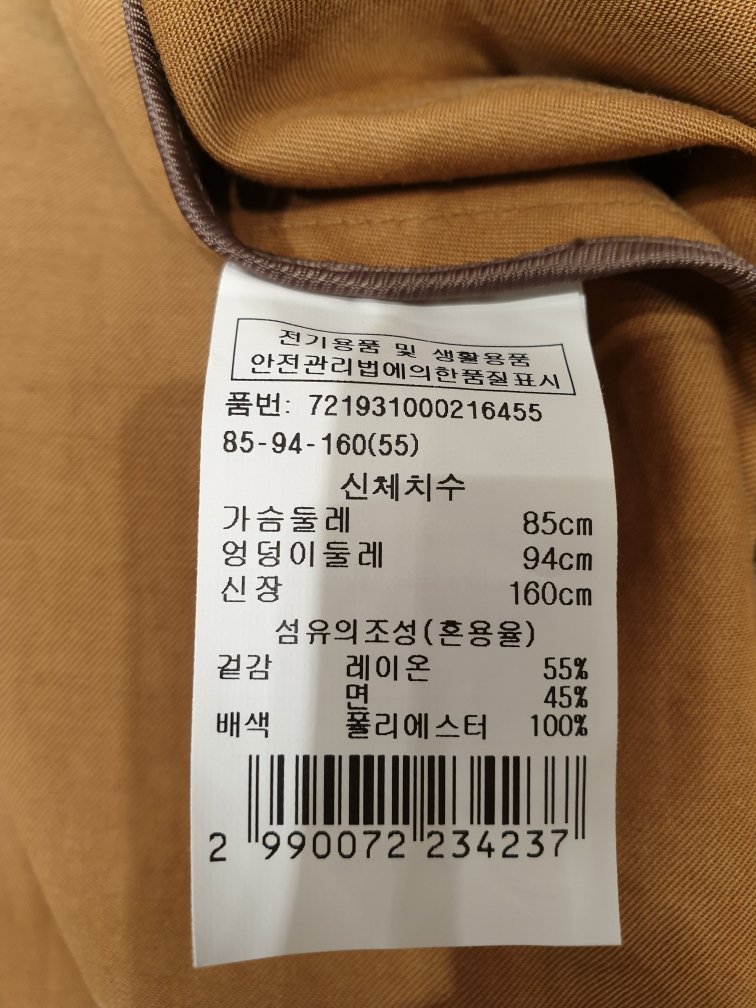 전기용품 및 생활용품
안전관리법에의한품질표시
품번: 721931000216455
85-94-160(55)
신체치수
가슴둘레 85cm
엉덩이둘레 94cm
신장 160cm
섬유의조성(혼용율)
겉감 레이온 55%
면 45%
배색 폴리에스터 100%
2 990072 234237